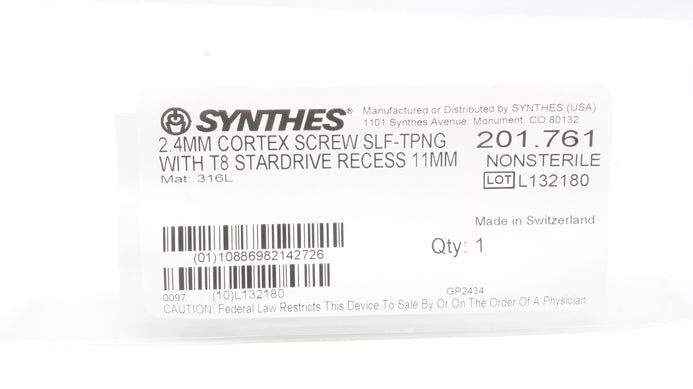 SYNTHES®
Manufactured or Distributed by SYNTHES (USA)
1101 Synthes Avenue, Monument, CO 80132
2.4MM CORTEX SCREW SLF-TPNG
WITH T8 STARDRIVE RECESS 11MM
Mat: 316L
201.761
NONSTERILE
LOT L132180
Made in Switzerland
(01)10886982142726
Qty: 1
0097
(10)L132180
GP2434
CAUTION: Federal Law Restricts This Device To Sale By Or On The Order Of A Physician.